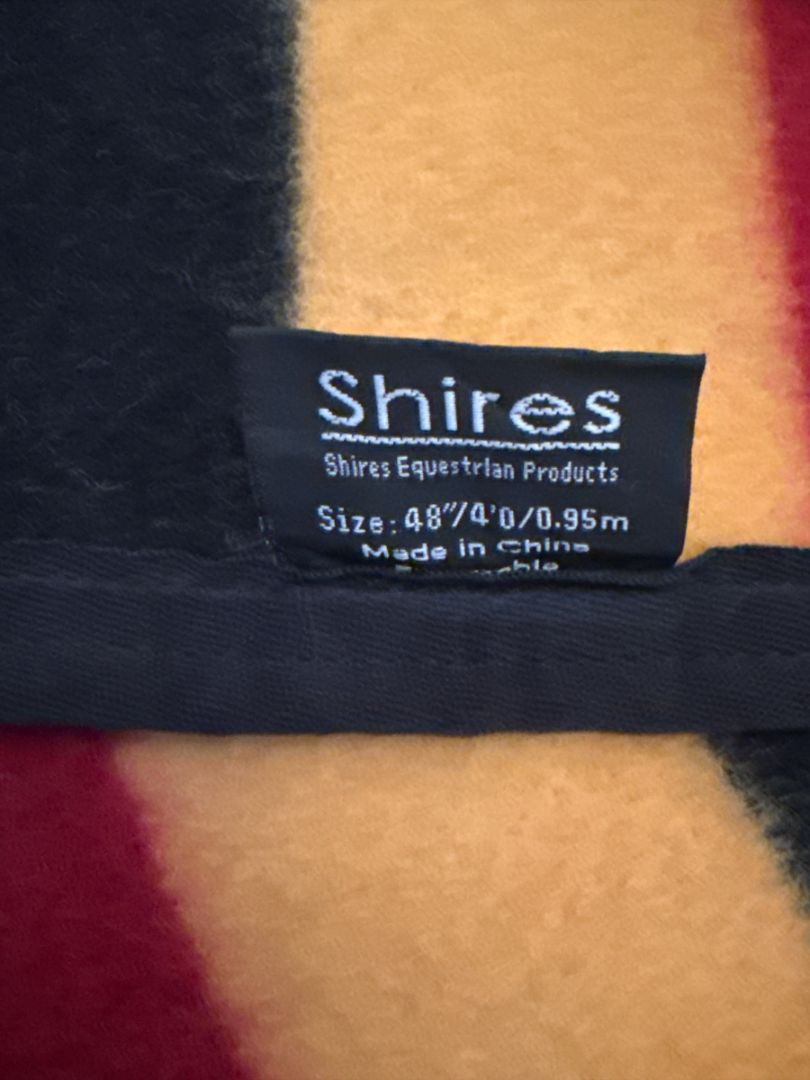 Shires
Shires Equestrian Products
Size: 48"/4'0/0.95m
Made in China